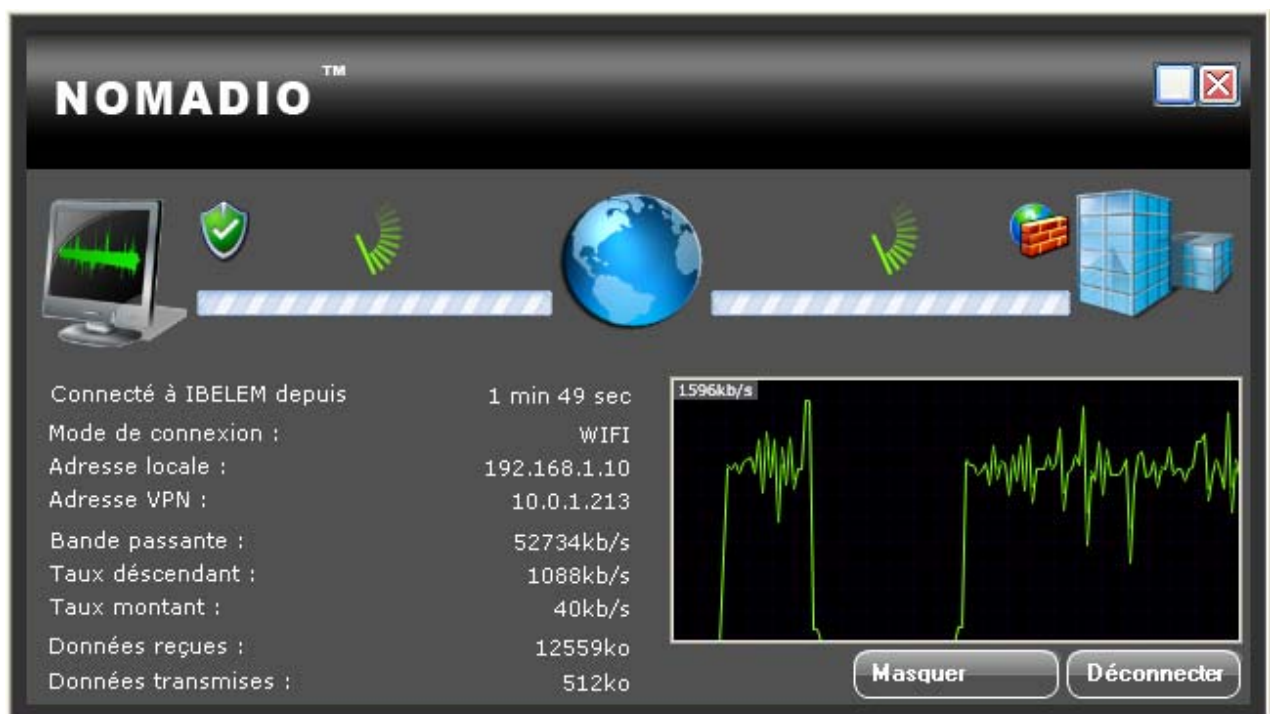 NOMADIO™
Connecté à IBELEM depuis 1 min 49 sec
Mode de connexion : WIFI
Adresse locale : 192.168.1.10
Adresse VPN : 10.0.1.213
Bande passante : 52734kb/s
Taux déscendant : 1088kb/s
Taux montant : 40kb/s
Données reçues : 12559ko
Données transmises : 512ko
1596kb/s
Masquer
Déconnecter